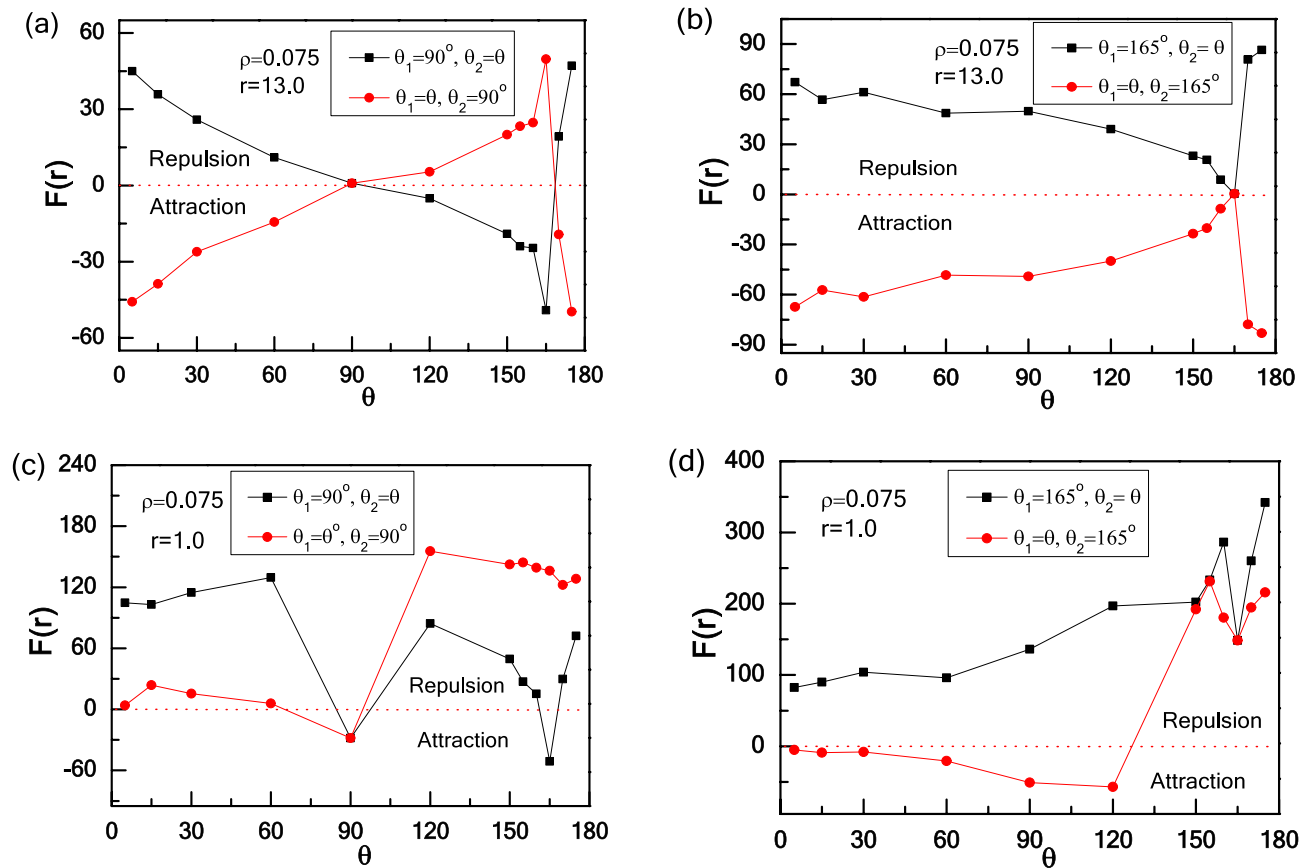 (a)
60
30
0
-30
-60
F(r)
ρ=0.075
r=13.0
θ₁=90°, θ₂=θ
θ₁=θ, θ₂=90°
Repulsion
Attraction
0 30 60 90 120 150 180
θ
(b)
90
60
30
0
-30
-60
-90
F(r)
ρ=0.075
r=13.0
θ₁=165°, θ₂= θ
θ₁=θ, θ₂=165°
Repulsion
Attraction
0 30 60 90 120 150 180
θ
(c)
240
180
120
60
0
-60
F(r)
ρ=0.075
r=1.0
θ₁=90°, θ₂=θ
θ₁=θ°, θ₂=90°
Repulsion
Attraction
0 30 60 90 120 150 180
θ
(d)
400
300
200
100
0
-100
F(r)
ρ=0.075
r=1.0
θ₁=165°, θ₂= θ
θ₁=θ, θ₂=165°
Repulsion
Attraction
0 30 60 90 120 150 180
θ